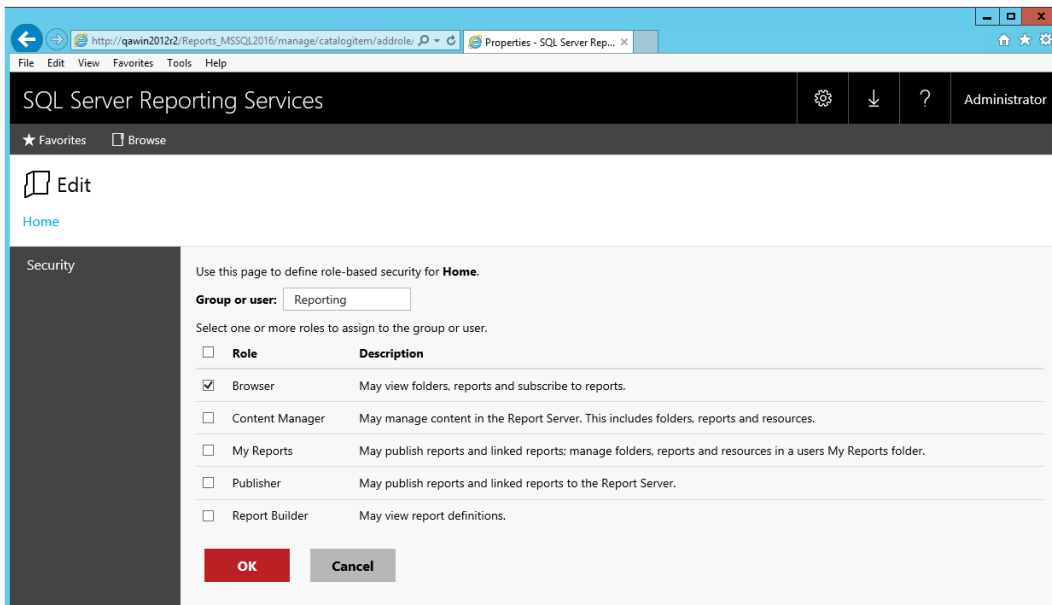 http://qawin2012r2/Reports_MSSQL2016/manage/catalogitem/addrole/
Properties - SQL Server Rep...
File Edit View Favorites Tools Help
SQL Server Reporting Services
? Administrator
Favorites Browse
Edit
Home
Security
Use this page to define role-based security for Home.
Group or user: Reporting
Select one or more roles to assign to the group or user.
Role Description
Browser May view folders, reports and subscribe to reports.
Content Manager May manage content in the Report Server. This includes folders, reports and resources.
My Reports May publish reports and linked reports; manage folders, reports and resources in a users My Reports folder.
Publisher May publish reports and linked reports to the Report Server.
Report Builder May view report definitions.
OK Cancel